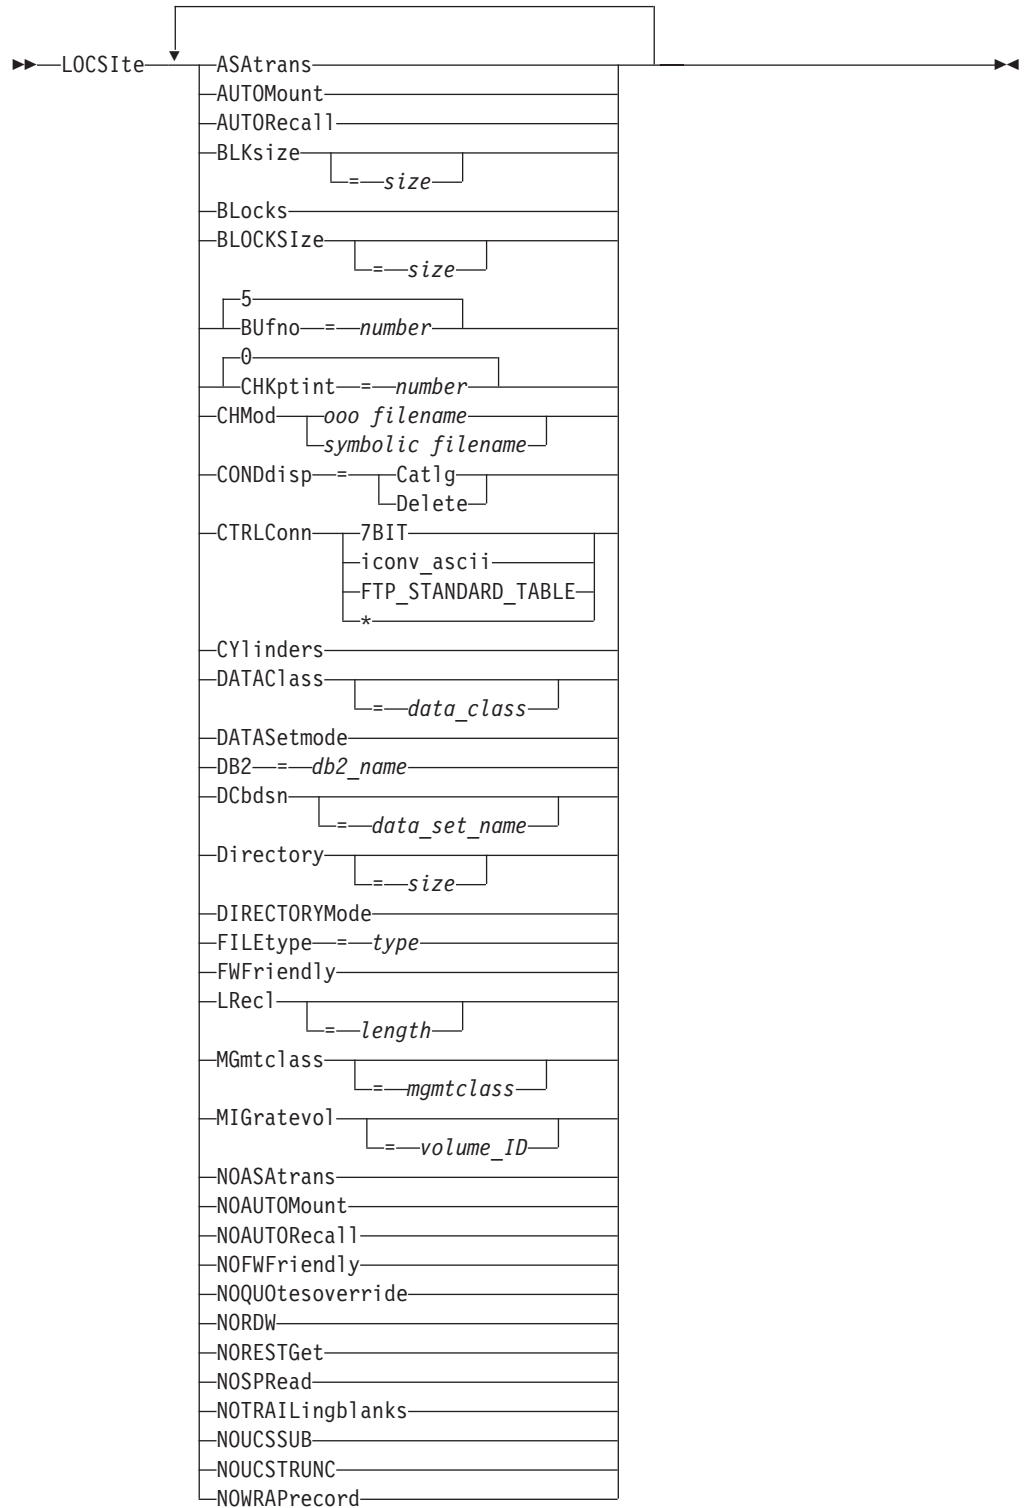 LOCSIte ASAtrans
AUTOMount
AUTORecall
BLKsize
= size
BLocks
BLOCKSIze
= size
5
BUfno = number
0
CHKptint = number
CHMod ooo filename
symbolic filename
CONDdisp = Catlg
Delete
CTRLConn 7BIT
iconv_ascii
FTP_STANDARD_TABLE
*
CYlinders
DATAClass
= data_class
DATASetmode
DB2 = db2_name
DCbdsn
= data_set_name
Directory
= size
DIRECTORYMode
FILEtype = type
FWFriendly
LRecl
= length
MGmtclass
= mgmtclass
MIGratevol
= volume_ID
NOASAtrans
NOAUTOMount
NOAUTORecall
NOFWFriendly
NOQUOtesoverride
NORDW
NORESTGet
NOSPRead
NOTRAILingblanks
NOUCSSUB
NOUCSTRUNC
NOWRAPrecord